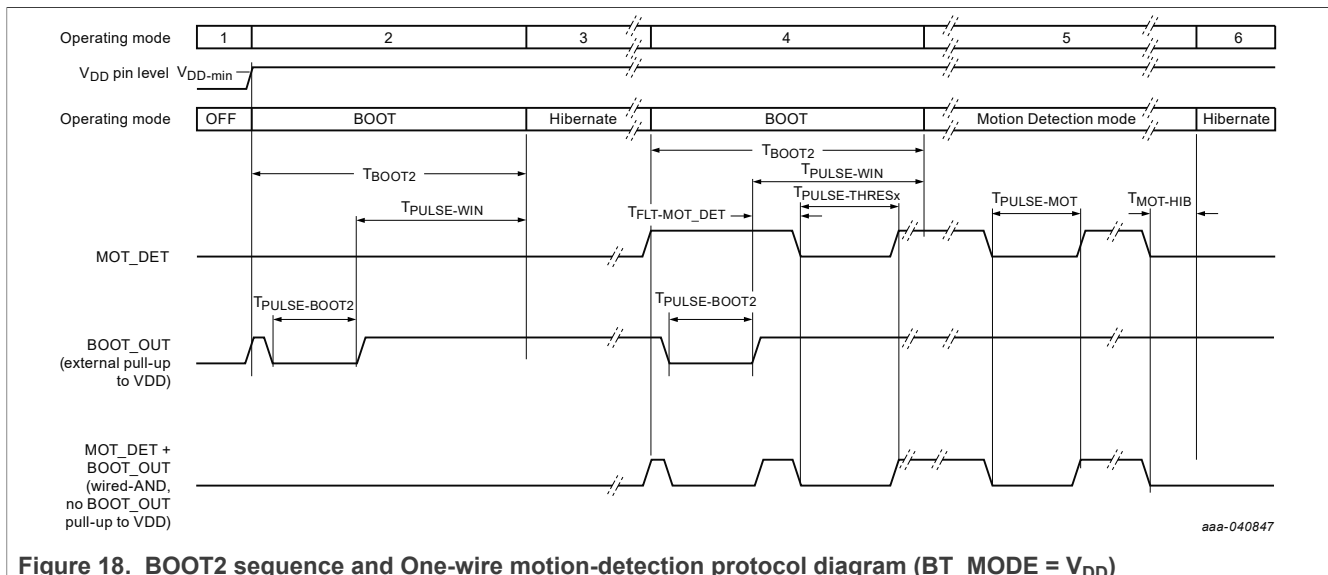 Operating mode 1 2 3 4 5 6
VDD pin level VDD-min
Operating mode OFF BOOT Hibernate BOOT Motion Detection mode Hibernate
TBOOT2
TBOOT2
TPULSE-WIN
TPULSE-WIN
TFLT-MOT_DET
TPULSE-THRESx
TPULSE-MOT
TMOT-HIB
MOT_DET
TPULSE-BOOT2
TPULSE-BOOT2
BOOT_OUT
(external pull-up
to VDD)
MOT_DET +
BOOT_OUT
(wired-AND,
no BOOT_OUT
pull-up to VDD)
aaa-040847
Figure 18. BOOT2 sequence and One-wire motion-detection protocol diagram (BT_MODE = VDD)